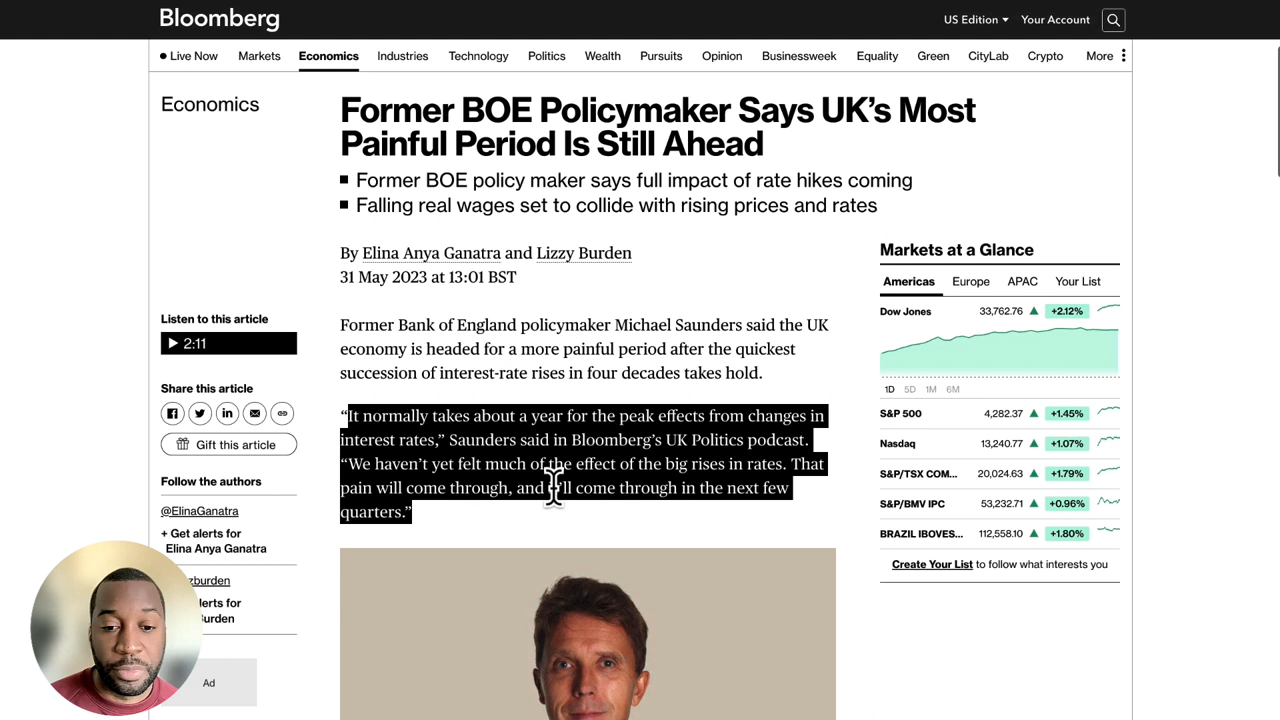 Bloomberg
US Edition
Your Account
Live Now
Markets
Economics
Industries
Technology
Politics
Wealth
Pursuits
Opinion
Businessweek
Equality
Green
CityLab
Crypto
More
Economics
Former BOE Policymaker Says UK’s Most
Painful Period Is Still Ahead
Former BOE policy maker says full impact of rate hikes coming
Falling real wages set to collide with rising prices and rates
By Elina Anya Ganatra and Lizzy Burden
31 May 2023 at 13:01 BST
Listen to this article
2:11
Share this article
Gift this article
Follow the authors
@ElinaGanatra
+ Get alerts for
Elina Anya Ganatra
zburden
lerts for
Burden
Ad
Former Bank of England policymaker Michael Saunders said the UK
economy is headed for a more painful period after the quickest
succession of interest-rate rises in four decades takes hold.
“It normally takes about a year for the peak effects from changes in
interest rates,” Saunders said in Bloomberg’s UK Politics podcast.
“We haven’t yet felt much of the effect of the big rises in rates. That
pain will come through, and it’ll come through in the next few
quarters.”
Markets at a Glance
Americas
Europe
APAC
Your List
Dow Jones 33,762.76 +2.12%
1D 5D 1M 6M
S&P 500 4,282.37 +1.45%
Nasdaq 13,240.77 +1.07%
S&P/TSX COM... 20,024.63 +1.79%
S&P/BMV IPC 53,232.71 +0.96%
BRAZIL IBOVES... 112,558.10 +1.80%
Create Your List to follow what interests you